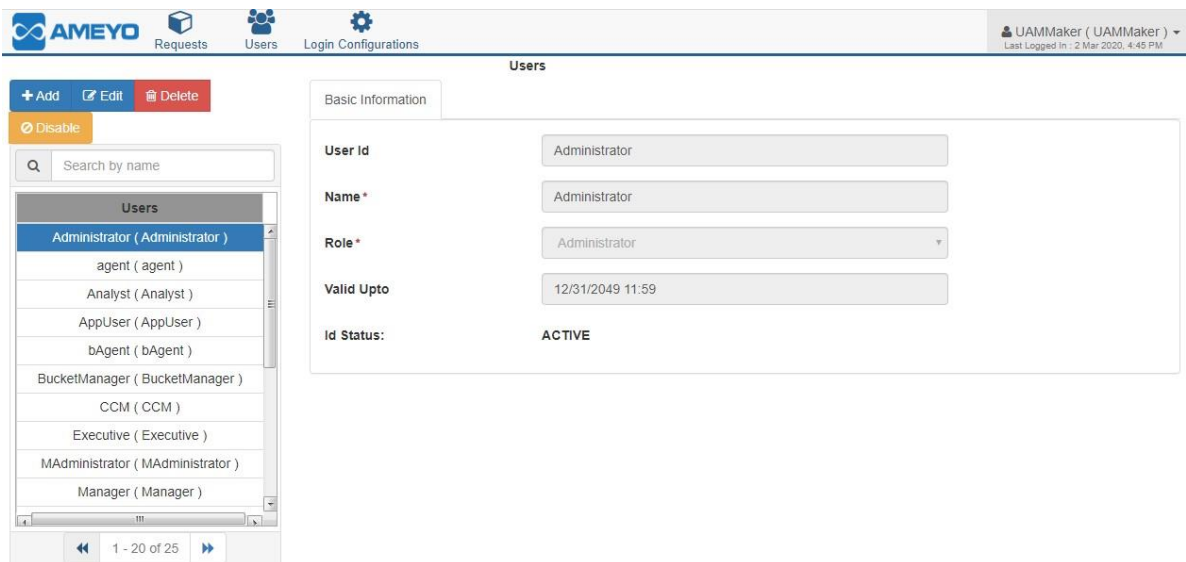 AMEYO
Requests
Users
Login Configurations
UAMMaker ( UAMMaker )
Last Logged In : 2 Mar 2020, 4:45 PM
Users
Add
Edit
Delete
Disable
Search by name
Users
Administrator ( Administrator )
agent ( agent )
Analyst ( Analyst )
AppUser ( AppUser )
bAgent ( bAgent )
BucketManager ( BucketManager )
CCM ( CCM )
Executive ( Executive )
MAdministrator ( MAdministrator )
Manager ( Manager )
1 - 20 of 25
Basic Information
User Id
Administrator
Name*
Administrator
Role*
Administrator
Valid Upto
12/31/2049 11:59
Id Status:
ACTIVE